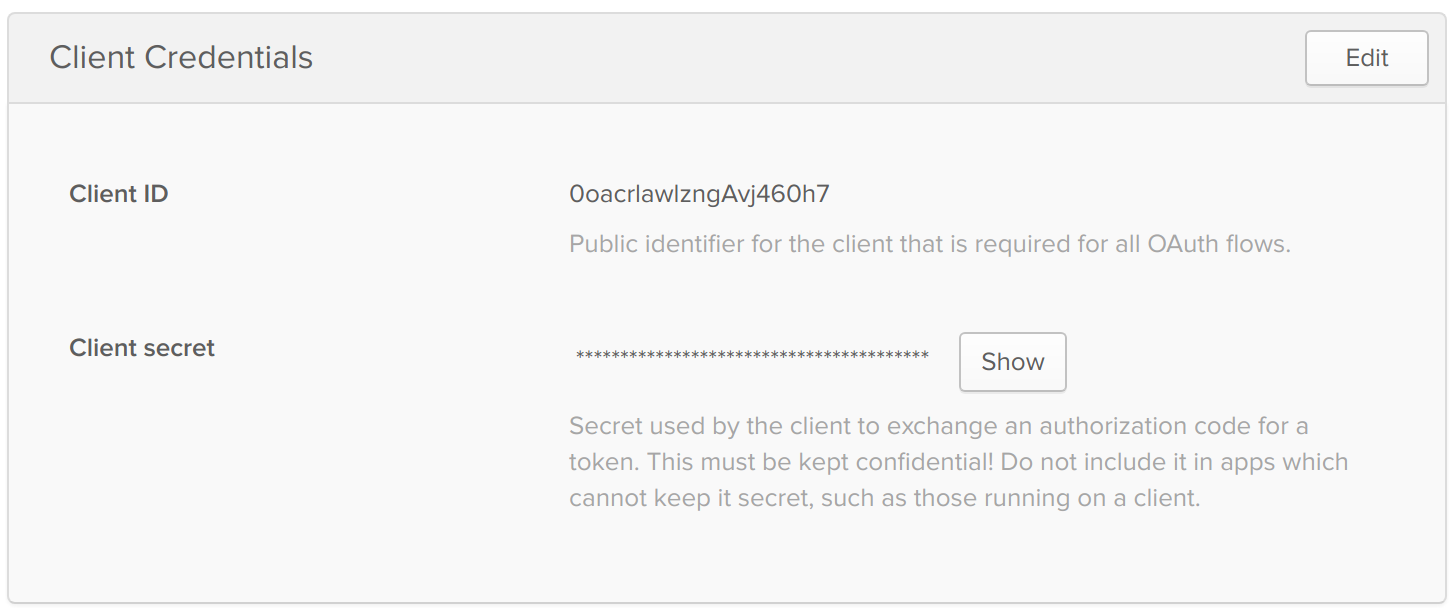 Client Credentials
Edit
Client ID
0oacrlawlzngAvj460h7
Public identifier for the client that is required for all OAuth flows.
Client secret
****************************************
Show
Secret used by the client to exchange an authorization code for a
token. This must be kept confidential! Do not include it in apps which
cannot keep it secret, such as those running on a client.